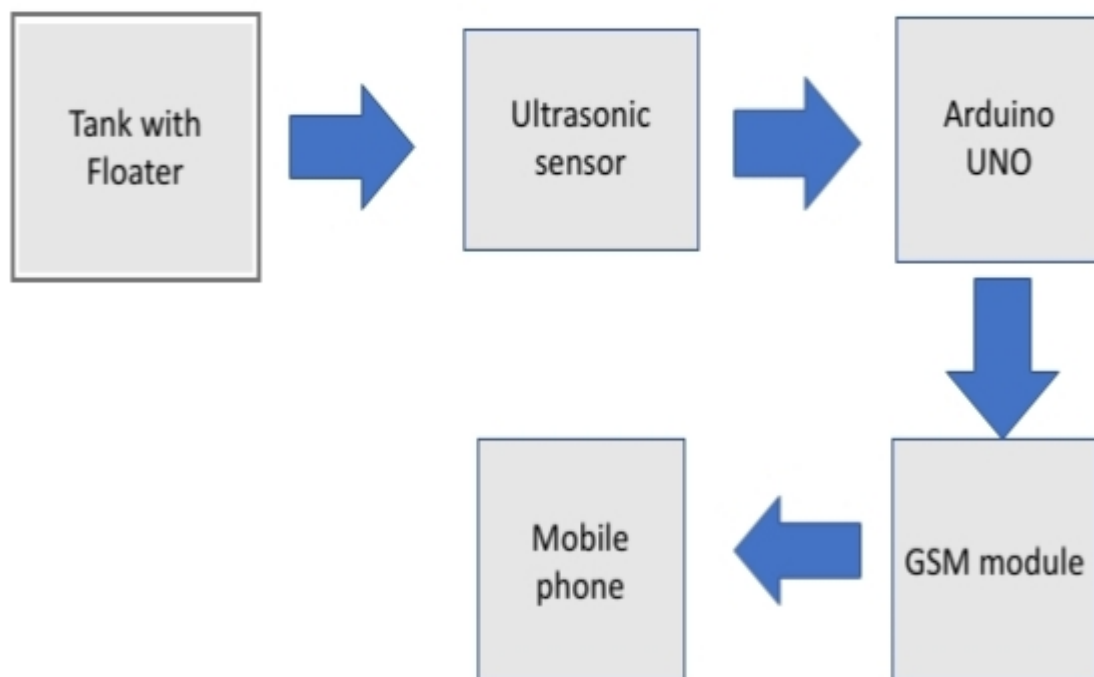 Tank with
Floater
Ultrasonic
sensor
Arduino
UNO
GSM module
Mobile
phone